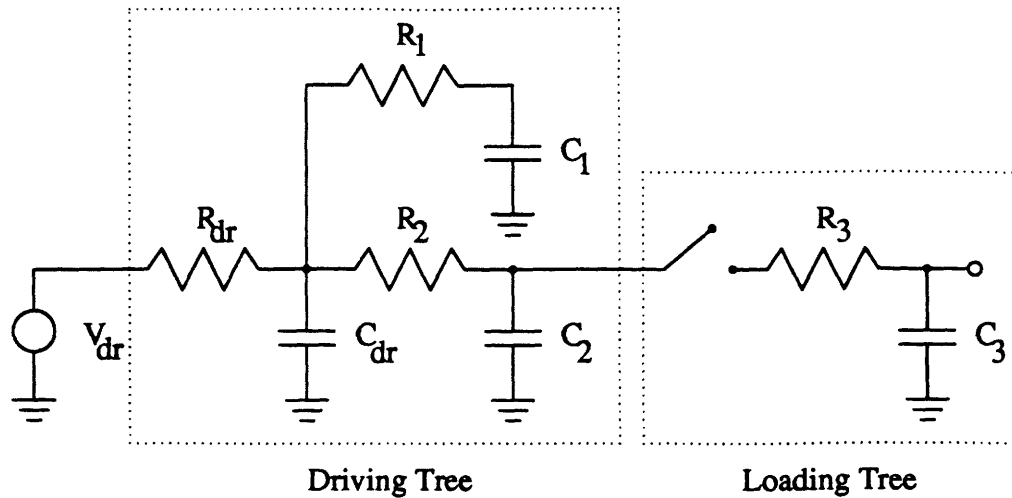 R1
C1
Rdr
R2
R3
Vdr
Cdr
C2
C3
Driving Tree
Loading Tree